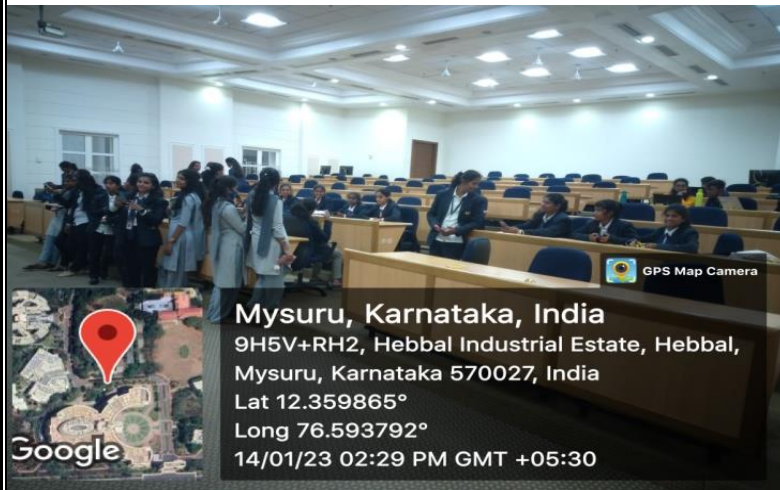 GPS Map Camera
Mysuru, Karnataka, India
9H5V+RH2, Hebbal Industrial Estate, Hebbal,
Mysuru, Karnataka 570027, India
Lat 12.359865°
Long 76.593792°
14/01/23 02:29 PM GMT +05:30
Google